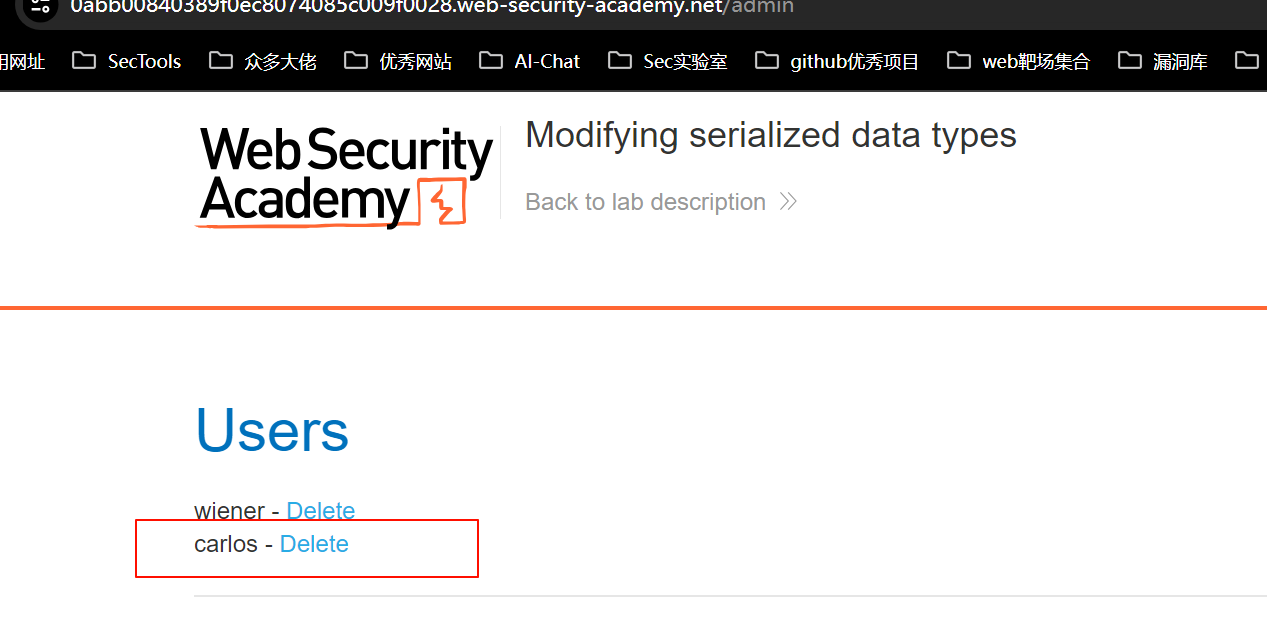 0abb00840389f0ec8074085c009f0028.web-security-academy.net/admin
用网址 SecTools 众多大佬 优秀网站 AI-Chat Sec实验室 github优秀项目 web靶场集合 漏洞库
Web Security
Academy
Modifying serialized data types
Back to lab description
Users
wiener - Delete
carlos - Delete